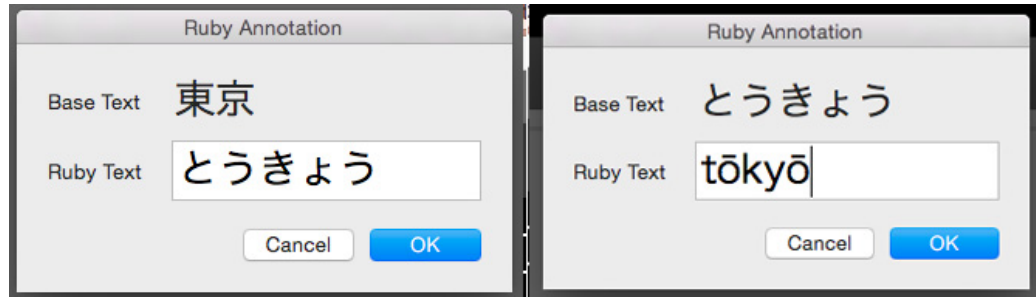 Ruby Annotation
Base Text 東京
Ruby Text とうきょう
Cancel OK
Ruby Annotation
Base Text とうきょう
Ruby Text tōkyō
Cancel OK